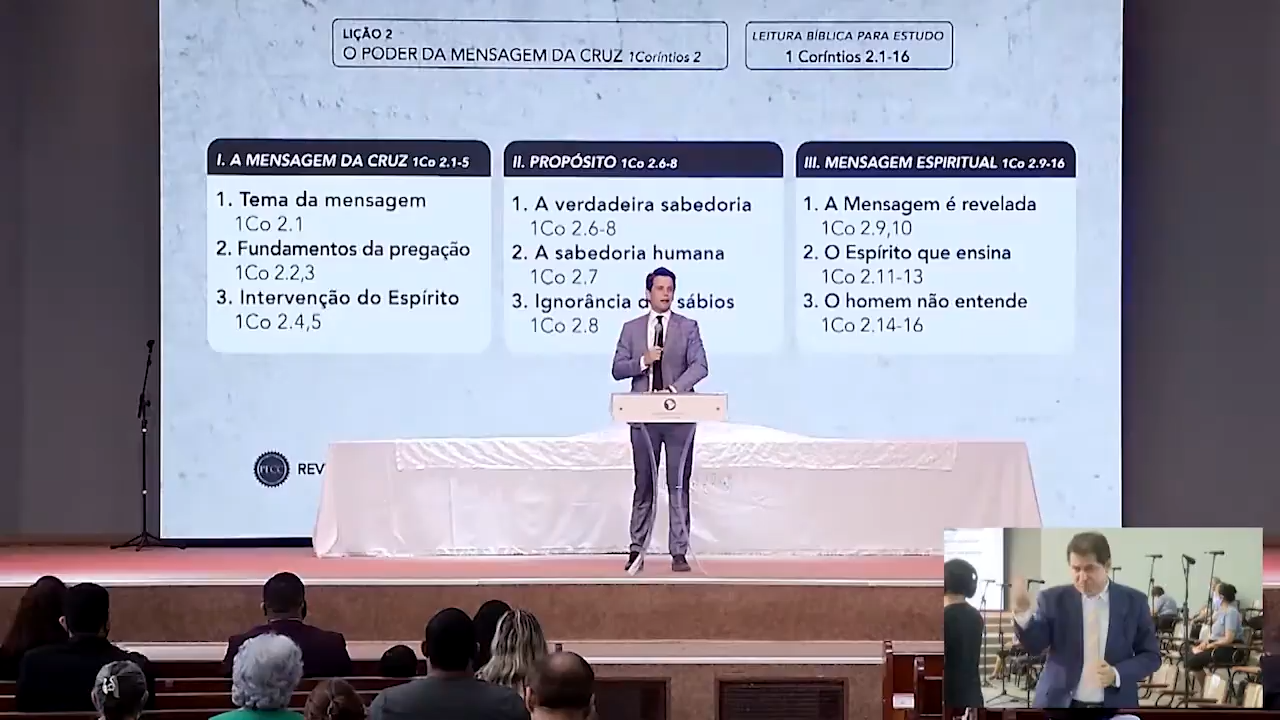 LIÇÃO 2
O PODER DA MENSAGEM DA CRUZ 1Coríntios 2
LEITURA BÍBLICA PARA ESTUDO
1 Coríntios 2.1-16
I. A MENSAGEM DA CRUZ 1Co 2.1-5
1. Tema da mensagem
1Co 2.1
2. Fundamentos da pregação
1Co 2.2,3
3. Intervenção do Espírito
1Co 2.4,5
II. PROPÓSITO 1Co 2.6-8
1. A verdadeira sabedoria
1Co 2.6-8
2. A sabedoria humana
1Co 2.7
3. Ignorância sábios
1Co 2.8
III. MENSAGEM ESPIRITUAL 1Co 2.9-16
1. A Mensagem é revelada
1Co 2.9,10
2. O Espírito que ensina
1Co 2.11-13
3. O homem não entende
1Co 2.14-16
REV